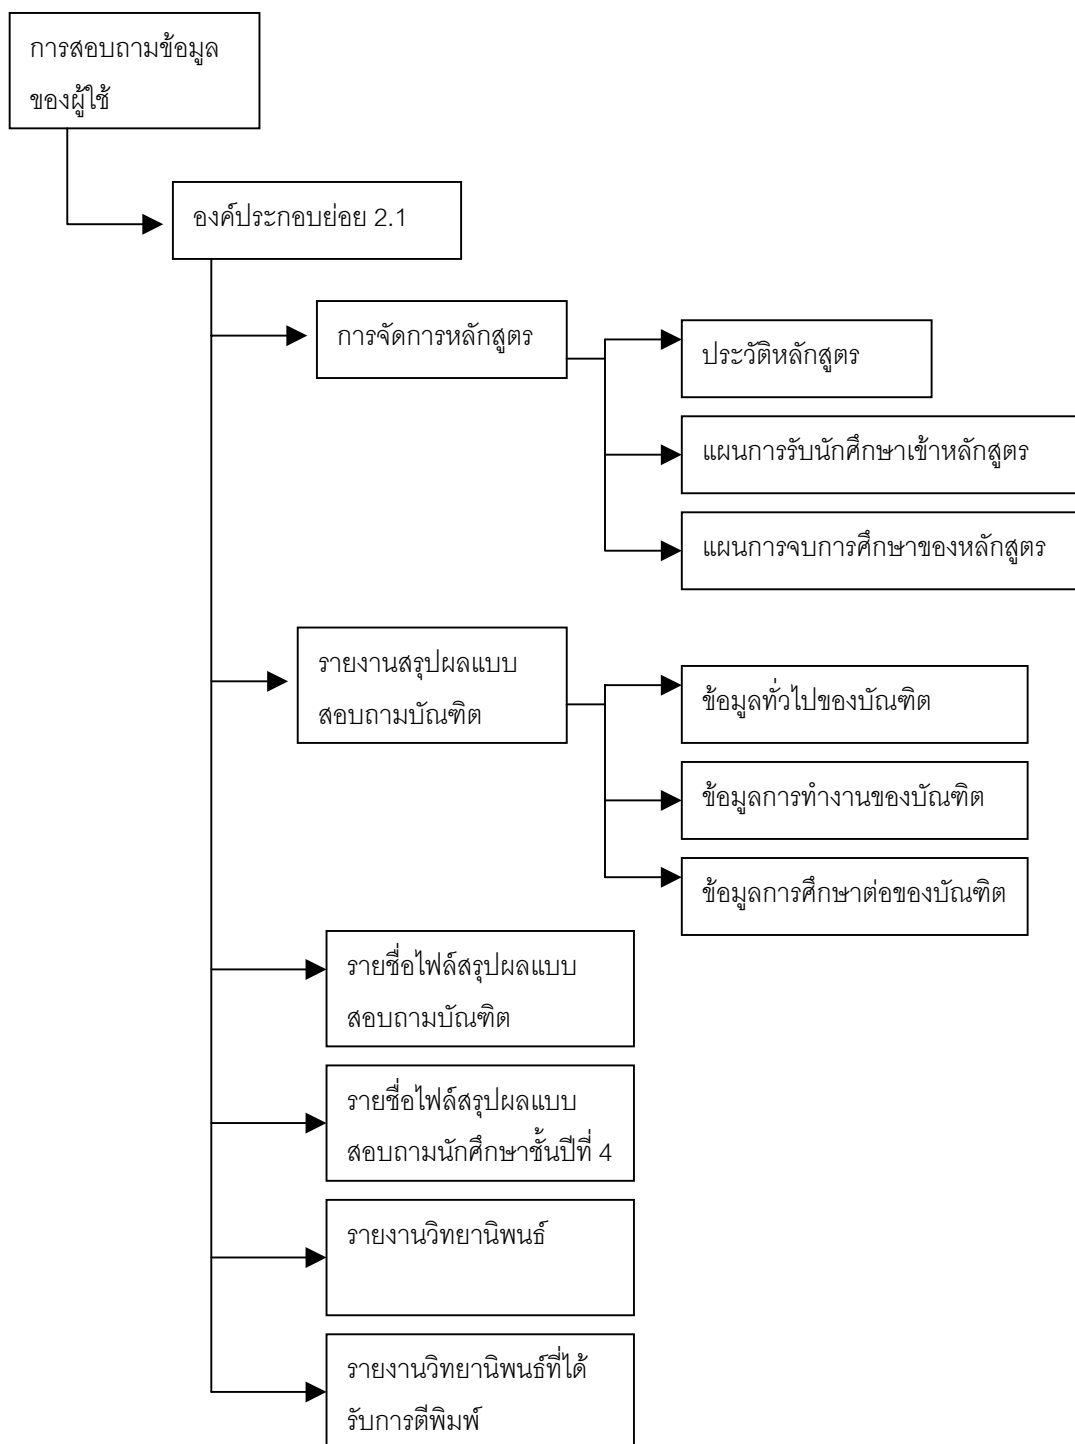 การสอบถามข้อมูล
ของผู้ใช้
องค์ประกอบย่อย 2.1
การจัดการหลักสูตร
ประวัติหลักสูตร
แผนการรับนักศึกษาเข้าหลักสูตร
แผนการจบการศึกษาของหลักสูตร
รายงานสรุปผลแบบ
สอบถามบัณฑิต
ข้อมูลทั่วไปของบัณฑิต
ข้อมูลการทำงานของบัณฑิต
ข้อมูลการศึกษาต่อของบัณฑิต
รายชื่อไฟล์สรุปผลแบบ
สอบถามบัณฑิต
รายชื่อไฟล์สรุปผลแบบ
สอบถามนักศึกษาชั้นปีที่ 4
รายงานวิทยานิพนธ์
รายงานวิทยานิพนธ์ที่ได้
รับการตีพิมพ์